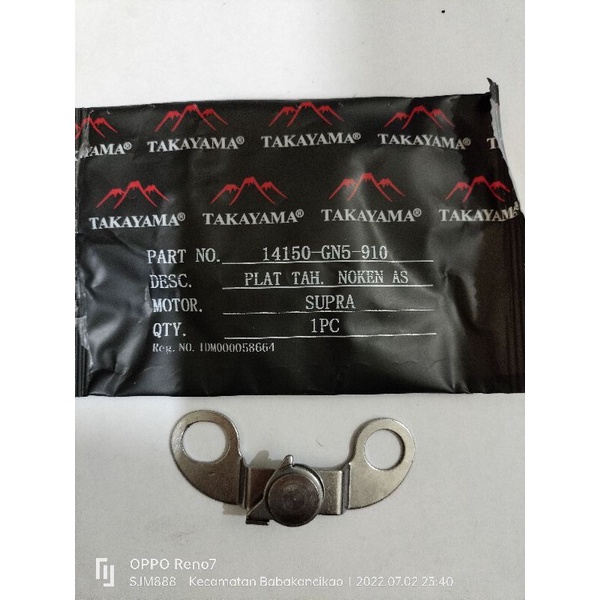 TAKAYAMA® TAKAYAMA® TAKAYAMA® TAKAYAMA®
TAKAYAMA® TAKAYAMA® TAKAYAMA® TAKAYAMA®
PART NO. 14150-GN5-910
DESC. PLAT TAH. NOKEN AS
MOTOR. SUPRA
QTY. 1PC
Reg. NO. IDM000058664
OPPO Reno7
SJM888 Kecamatan Babakancikao | 2022.07.02 23:40